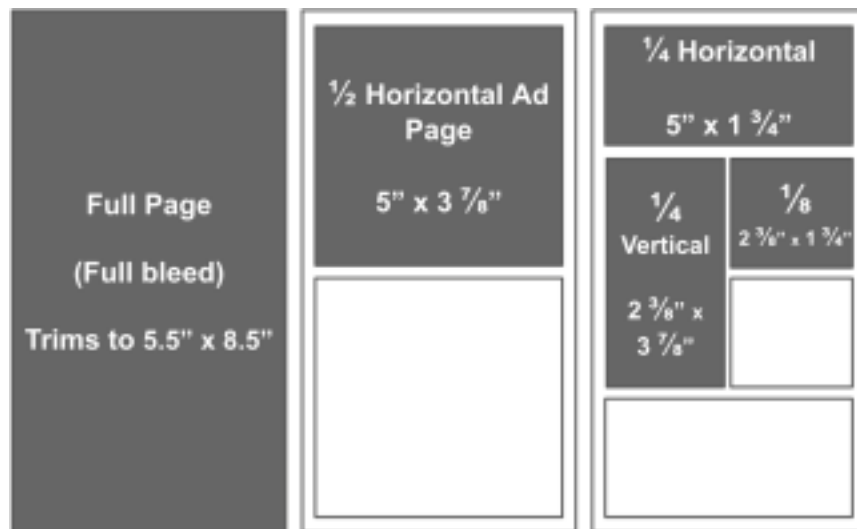 Full Page
(Full bleed)
Trims to 5.5” x 8.5”
½ Horizontal Ad
Page
5” x 3 ⅞”
¼ Horizontal
5” x 1 ¾”
¼
Vertical
2 ⅜” x
3 ⅞”
⅛
2 ⅜” x 1 ¾”